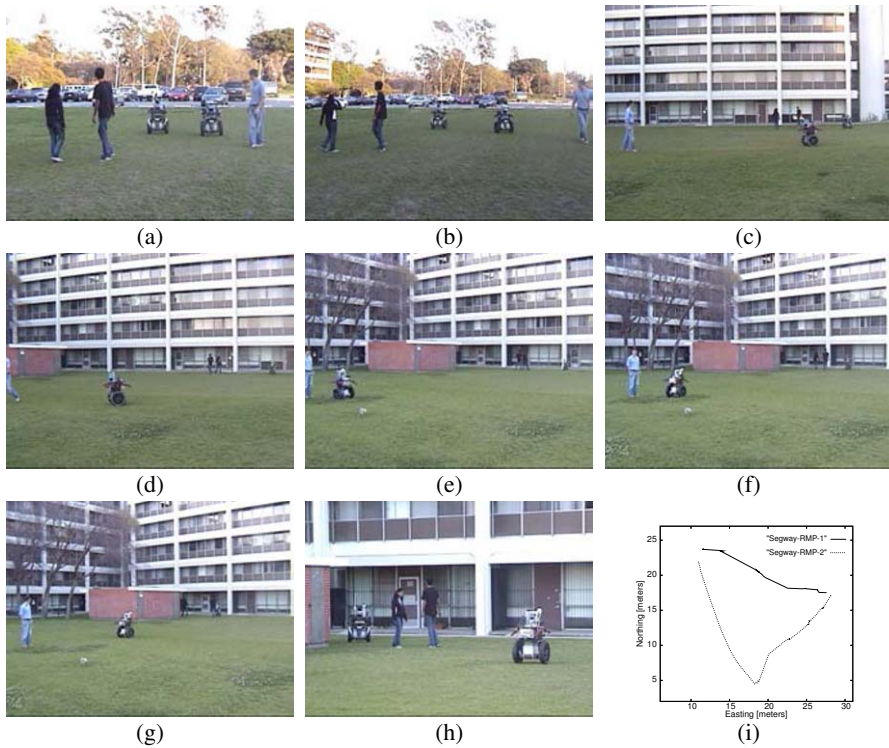 (a)
(b)
(c)
(d)
(e)
(f)
(g)
(h)
"Segway-RMP-1"
"Segway-RMP-2"
25
20
15
10
5
Northing [meters]
10 15 20 25 30
Easting [meters]
(i)